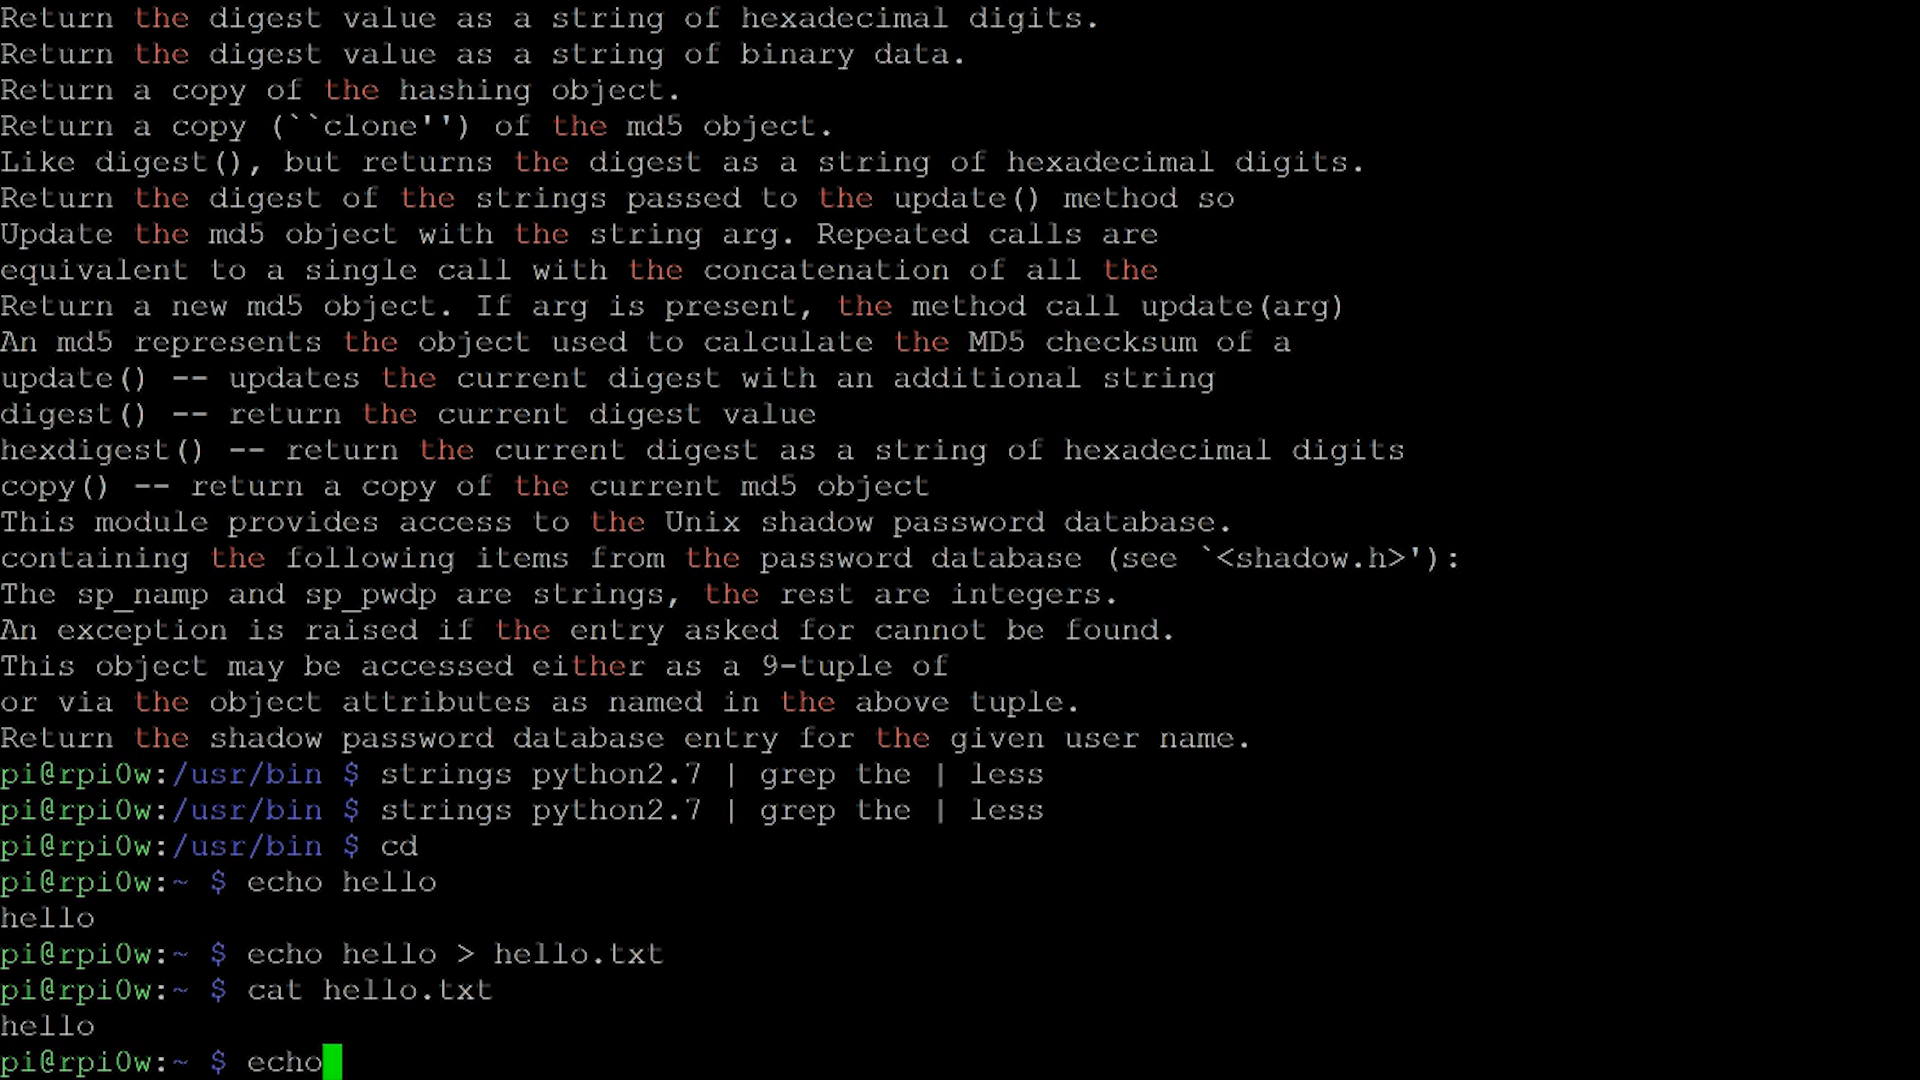 Return the digest value as a string of hexadecimal digits.
Return the digest value as a string of binary data.
Return a copy of the hashing object.
Return a copy (``clone'') of the md5 object.
Like digest(), but returns the digest as a string of hexadecimal digits.
Return the digest of the strings passed to the update() method so
Update the md5 object with the string arg. Repeated calls are
equivalent to a single call with the concatenation of all the
Return a new md5 object. If arg is present, the method call update(arg)
An md5 represents the object used to calculate the MD5 checksum of a
update() -- updates the current digest with an additional string
digest() -- return the current digest value
hexdigest() -- return the current digest as a string of hexadecimal digits
copy() -- return a copy of the current md5 object
This module provides access to the Unix shadow password database.
containing the following items from the password database (see `<shadow.h>'):
The sp_namp and sp_pwdp are strings, the rest are integers.
An exception is raised if the entry asked for cannot be found.
This object may be accessed either as a 9-tuple of
or via the object attributes as named in the above tuple.
Return the shadow password database entry for the given user name.
pi@rpi0w:/usr/bin $ strings python2.7 | grep the | less
pi@rpi0w:/usr/bin $ strings python2.7 | grep the | less
pi@rpi0w:/usr/bin $ cd
pi@rpi0w:~ $ echo hello
hello
pi@rpi0w:~ $ echo hello > hello.txt
pi@rpi0w:~ $ cat hello.txt
hello
pi@rpi0w:~ $ echo